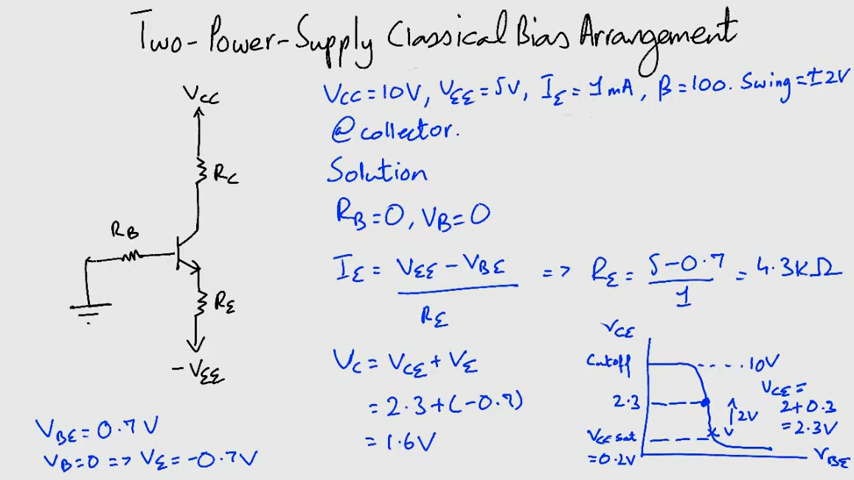 Two-Power-Supply Classical Bias Arrangement
VCC
RC
RB
RE
-VEE
VBE = 0.7V
VB=0 => VE = -0.7V
VCC = 10V, VEE = 5V, IE = 1mA, β = 100. Swing = ±2V
@collector.
Solution
RB = 0, VB = 0
IE = VEE - VBE / RE => RE = 5 - 0.7 / 1 = 4.3kΩ
VC = VCE + VE
= 2.3 + (-0.7)
= 1.6V
VCE
Cutoff
10V
2.3
2V
VCE =
2+0.3
= 2.3V
VCE sat
= 0.2V
VBE